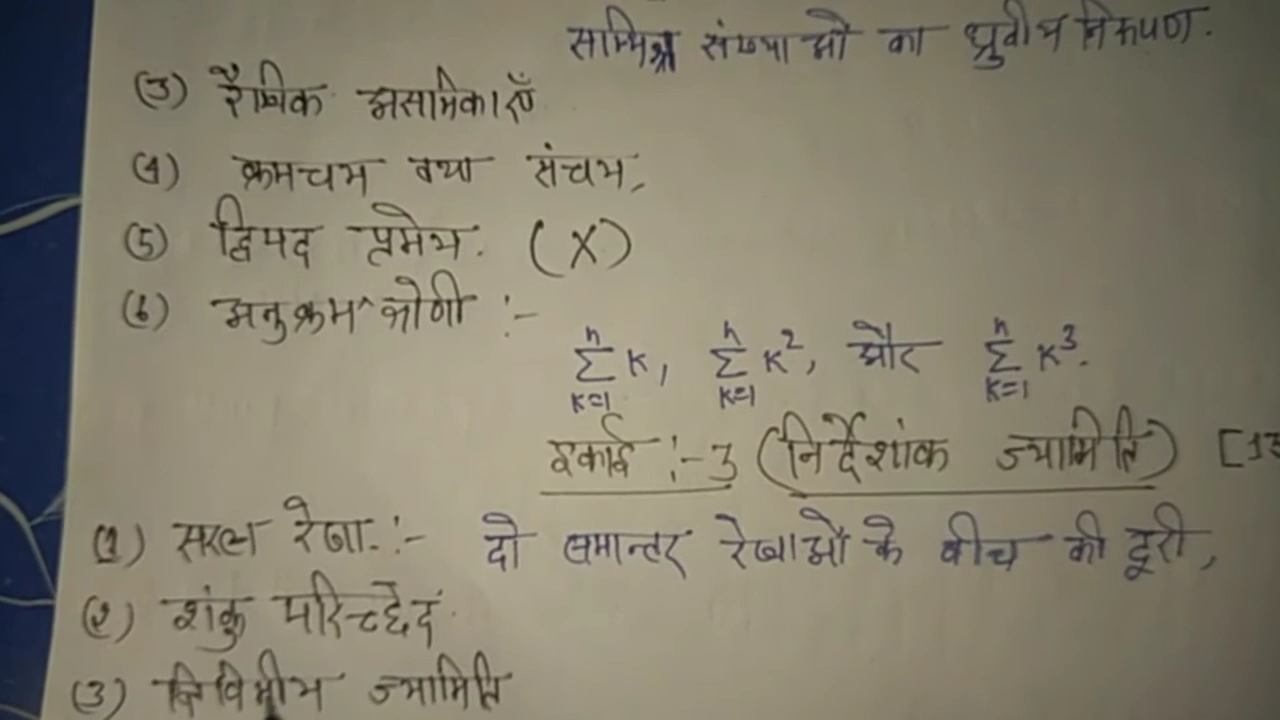 सम्मिश्र संख्याओं का ध्रुवीय निरूपण.
(3) रैखिक असमिकाएँ
(4) क्रमचय तथा संचय,
(5) द्विपद प्रमेय. (X)
(6) अनुक्रम श्रेणी :-
n∑k=1 K, n∑k=1 K², और n∑k=1 K³.
इकाई :- 3 (निर्देशांक ज्यामिति) [13
(1) सरल रेखा :- दो समान्तर रेखाओं के बीच की दूरी,
(2) शंकु परिच्छेद
(3) त्रिविमीय ज्यामिति